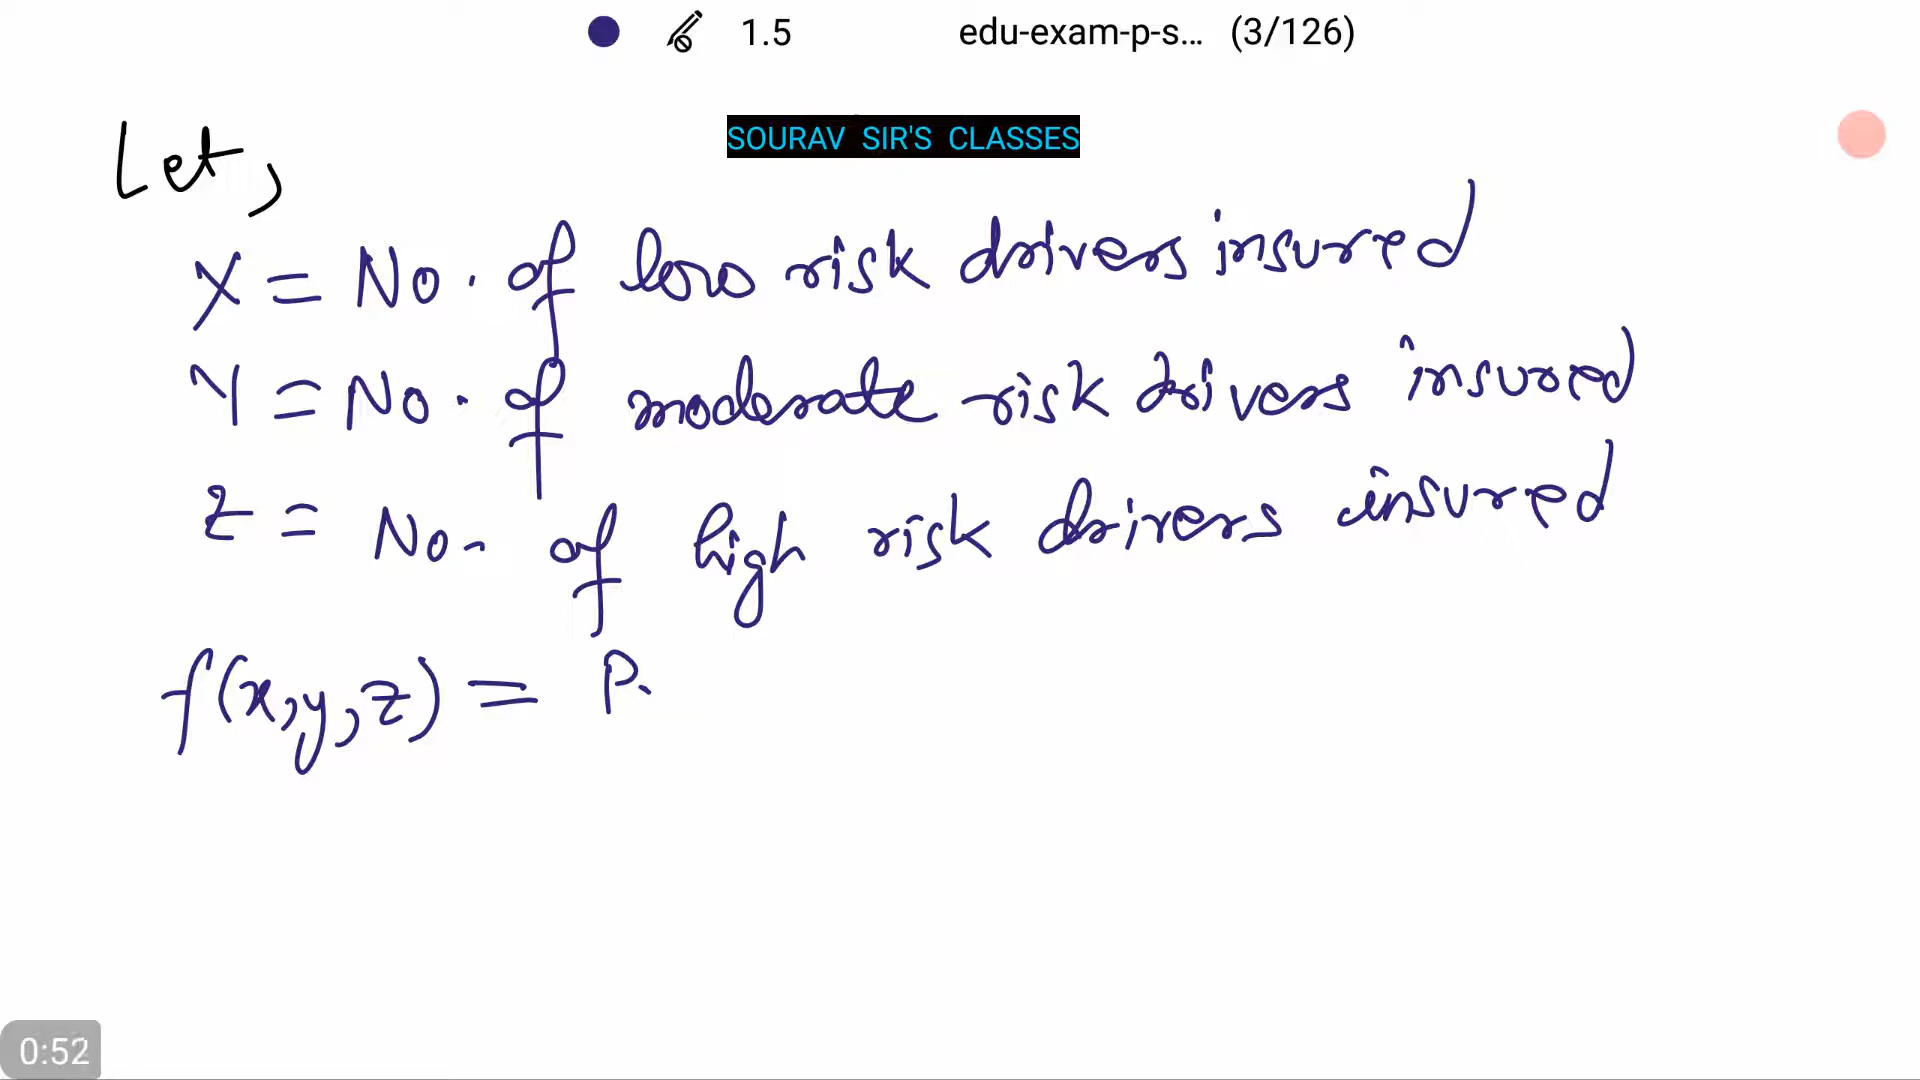 1.5 edu-exam-p-s... (3/126)
SOURAV SIR'S CLASSES
Let,
X = No. of low risk drivers insured
Y = No. of moderate risk drivers insured
Z = No. of high risk drivers insured
f(x,y,z) = P.
0:52